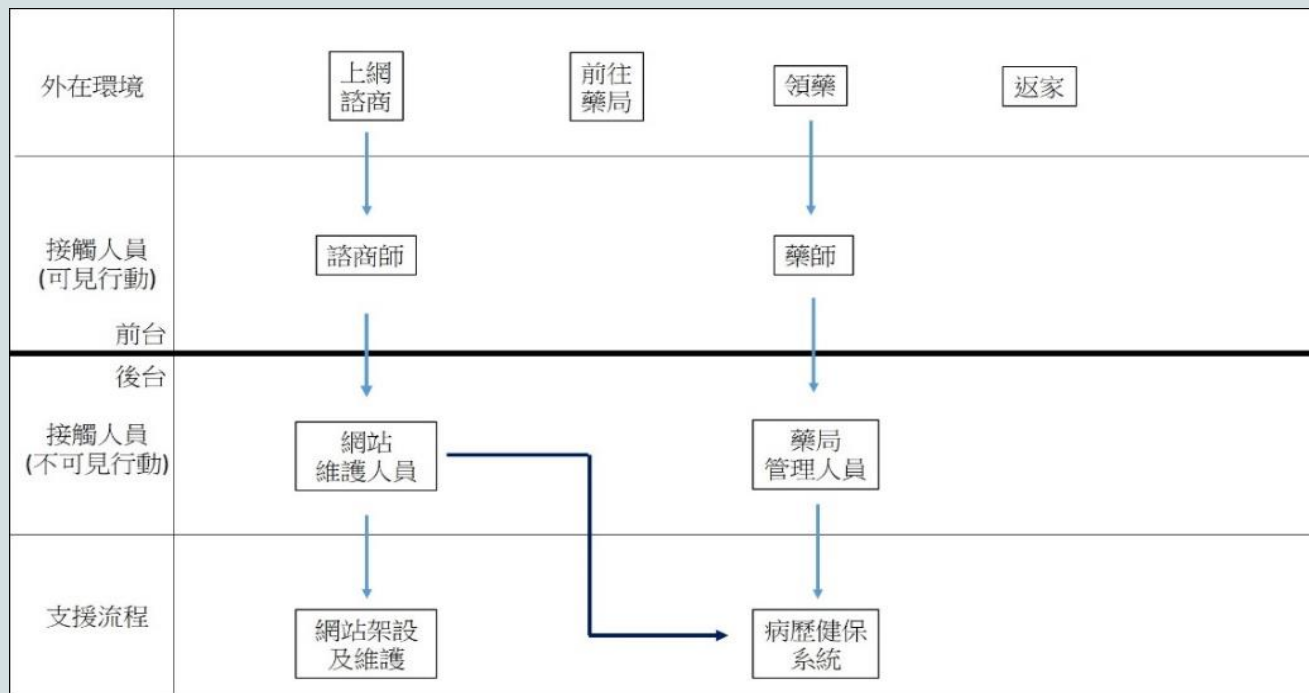 外在環境
上網
諮商
前往
藥局
領藥
返家
接觸人員
(可見行動)
諮商師
藥師
前台
後台
接觸人員
(不可見行動)
網站
維護人員
藥局
管理人員
支援流程
網站架設
及維護
病歷健保
系統